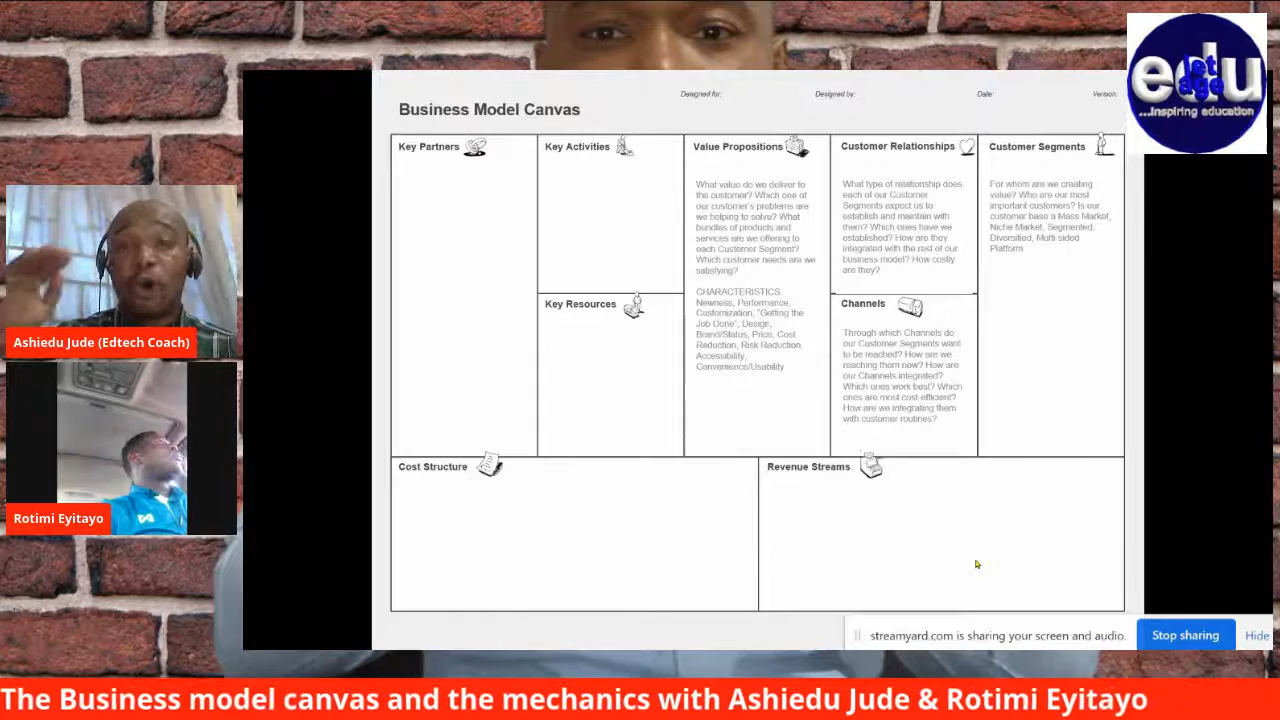 edu
let
age
...inspiring education
Designed for:
Designed by:
Date:
Version:
Business Model Canvas
Key Partners
Key Activities
Value Propositions
Customer Relationships
Customer Segments
What value do we deliver to
the customer? Which one of
our customer's problems are
we helping to solve? What
bundles of products and
services are we offering to
each Customer Segment?
Which customer needs are we
satisfying?
CHARACTERISTICS:
Newness, Performance,
Customization, "Getting the
Job Done", Design,
Brand/Status, Price, Cost
Reduction, Risk Reduction,
Accessibility,
Convenience/Usability
What type of relationship does
each of our Customer
Segments expect us to
establish and maintain with
them? Which ones have we
established? How are they
integrated with the rest of our
business model? How costly
are they?
For whom are we creating
value? Who are our most
important customers? Is our
customer base a Mass Market,
Niche Market, Segmented,
Diversified, Multi-sided
Platform
Key Resources
Channels
Through which Channels do
our Customer Segments want
to be reached? How are we
reaching them now? How are
our Channels integrated?
Which ones work best? Which
ones are most cost-efficient?
How are we integrating them
with customer routines?
Cost Structure
Revenue Streams
Ashiedu Jude (Edtech Coach)
Rotimi Eyitayo
streamyard.com is sharing your screen and audio.
Stop sharing
Hide
The Business model canvas and the mechanics with Ashiedu Jude & Rotimi Eyitayo